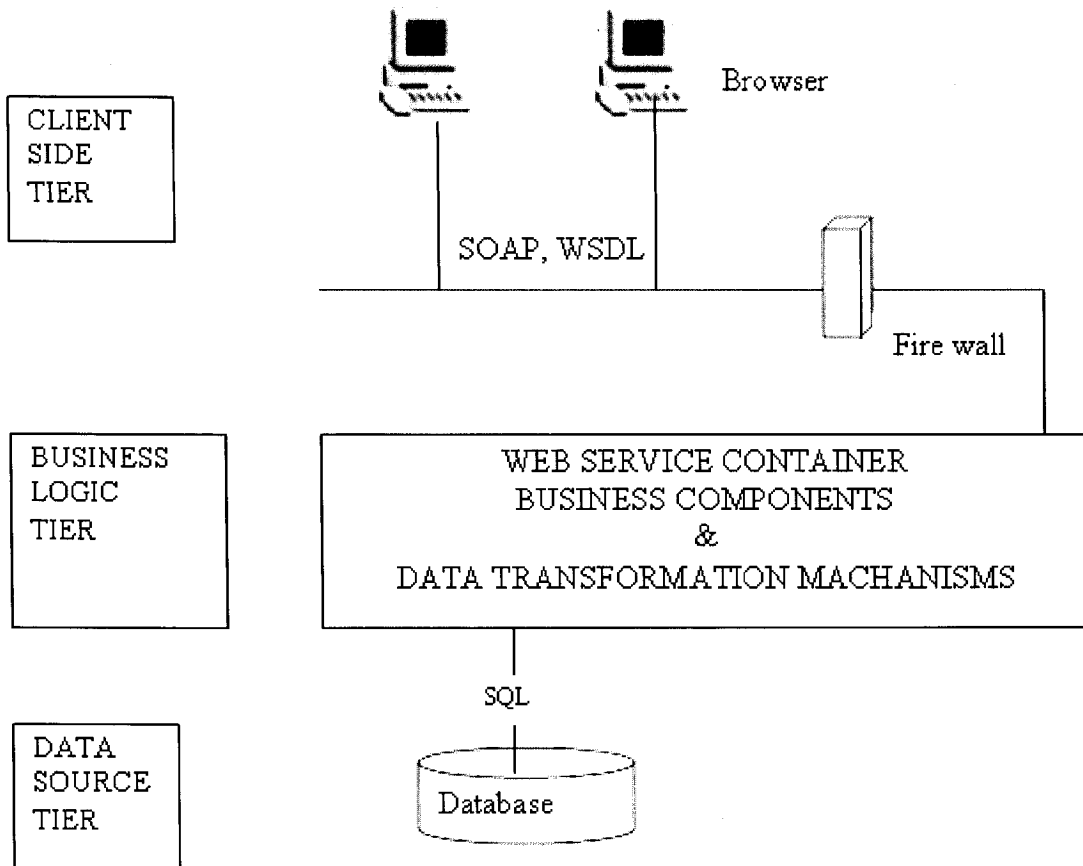 Browser
CLIENT
SIDE
TIER
SOAP, WSDL
Fire wall
BUSINESS
LOGIC
TIER
WEB SERVICE CONTAINER
BUSINESS COMPONENTS
&
DATA TRANSFORMATION MACHANISMS
SQL
DATA
SOURCE
TIER
Database